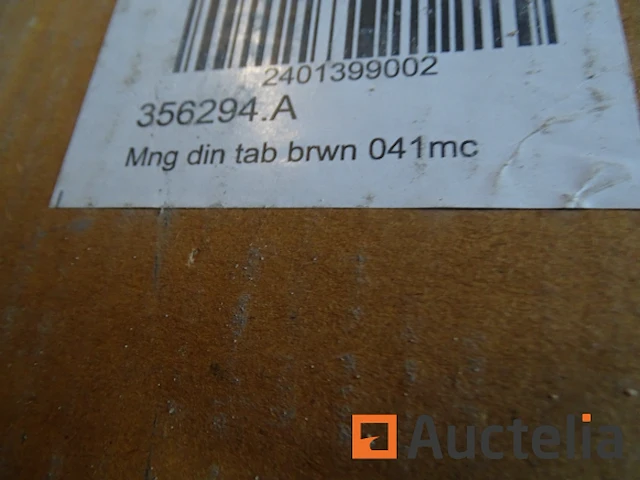 2401399002
356294.A
Mng din tab brwn 041mc
Auctelia